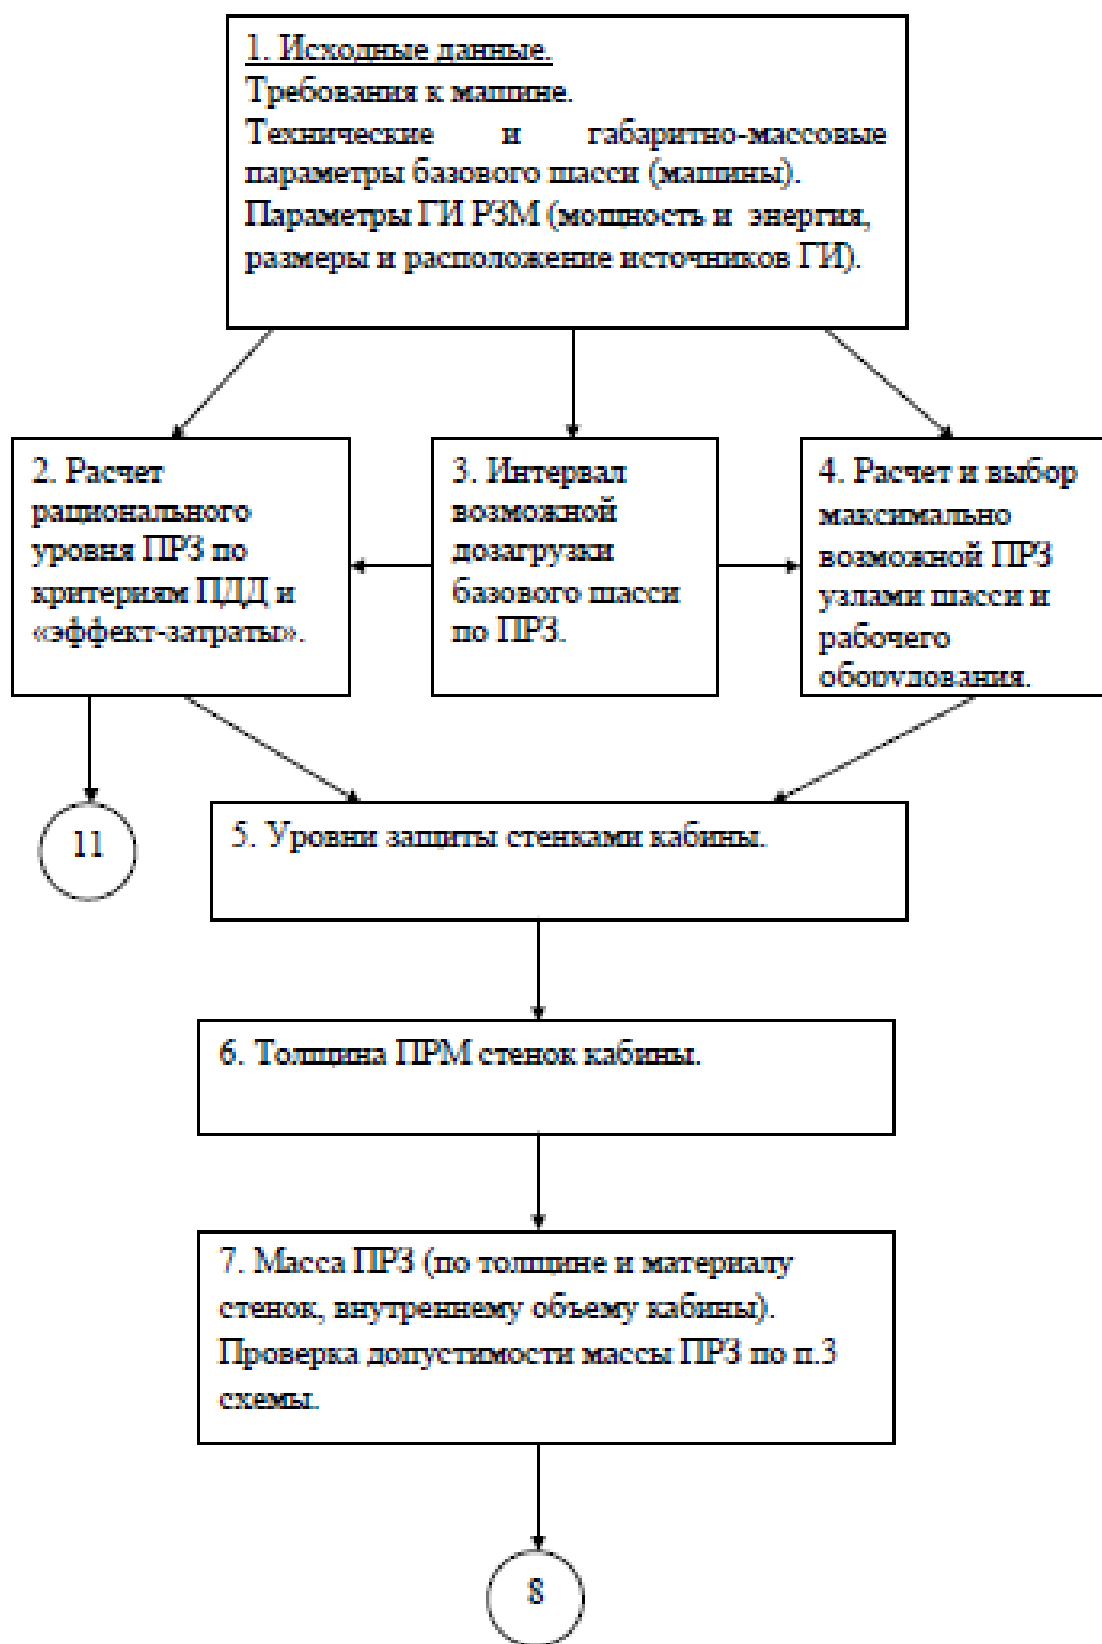 1. Исходные данные.
Требования к машине.
Технические и габаритно-массовые
параметры базового шасси (машины).
Параметры ГИ РЗМ (мощность и энергия,
размеры и расположение источников ГИ).
2. Расчет
рационального
уровня ПРЗ по
критериям ПДД и
«эффект-затраты».
3. Интервал
возможной
дозагрузки
базового шасси
по ПРЗ.
4. Расчет и выбор
максимально
возможной ПРЗ
узлами шасси и
рабочего
оборудования.
11
5. Уровни защиты стенками кабины.
6. Толщина ПРМ стенок кабины.
7. Масса ПРЗ (по толщине и материалу
стенок, внутреннему объему кабины).
Проверка допустимости массы ПРЗ по п.3
схемы.
8